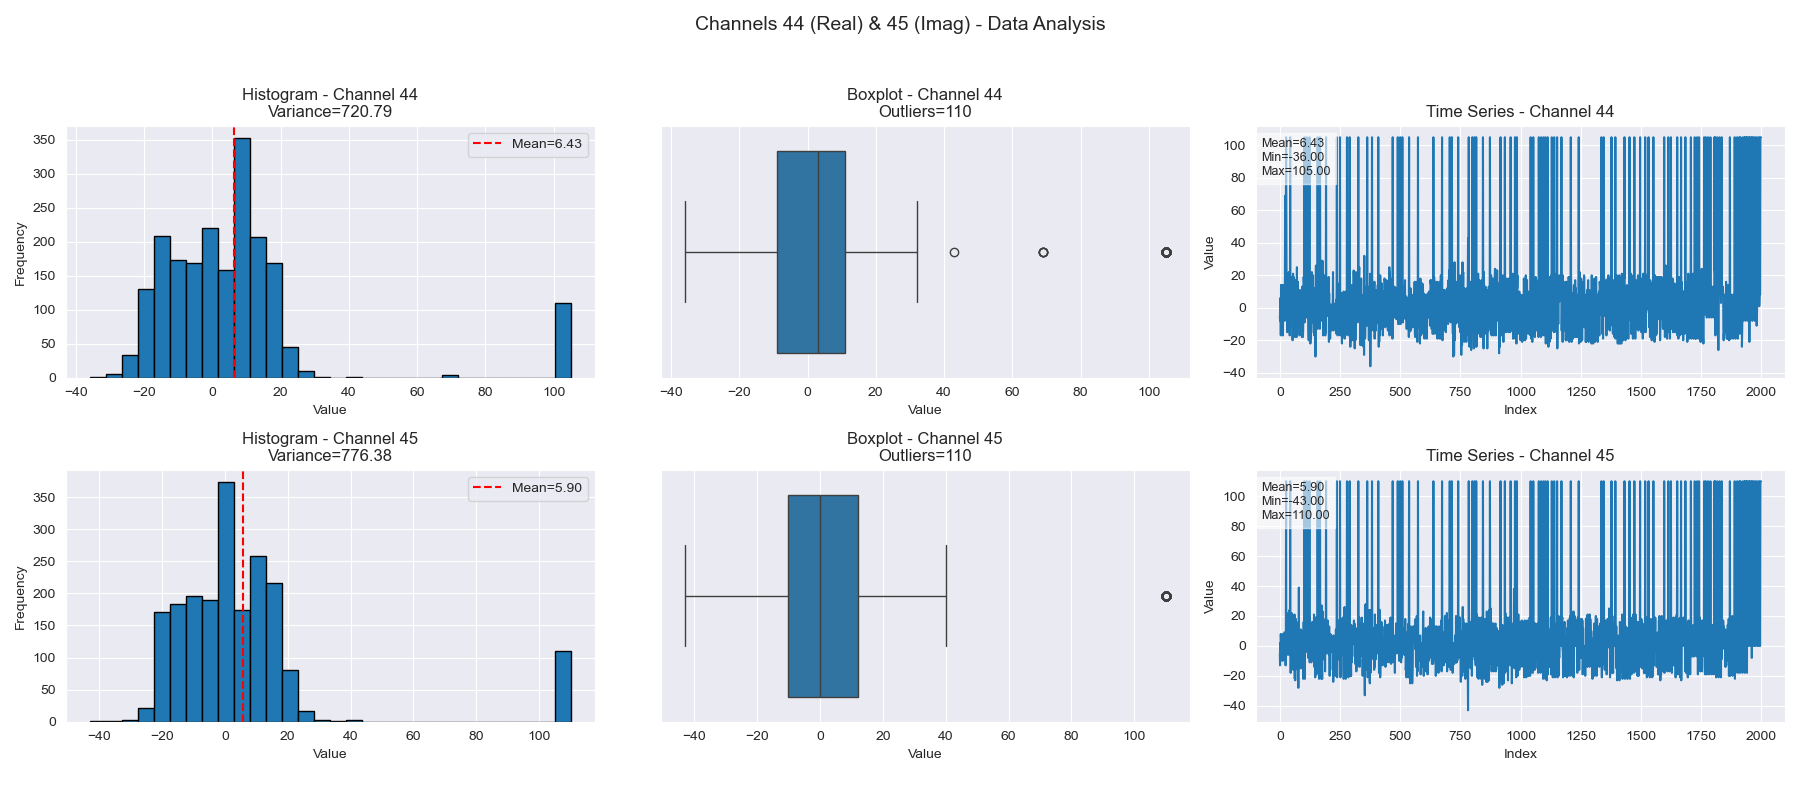 Channels 44 (Real) & 45 (Imag) - Data Analysis
Histogram - Channel 44
Variance=720.79
Mean=6.43
Frequency
350
300
250
200
150
100
50
0
−40 −20 0 20 40 60 80 100
Value
Boxplot - Channel 44
Outliers=110
−40 −20 0 20 40 60 80 100
Value
Time Series - Channel 44
Mean=6.43
Min=-36.00
Max=105.00
Value
100
80
60
40
20
0
−20
−40
0 250 500 750 1000 1250 1500 1750 2000
Index
Histogram - Channel 45
Variance=776.38
Mean=5.90
Frequency
350
300
250
200
150
100
50
0
−40 −20 0 20 40 60 80 100
Value
Boxplot - Channel 45
Outliers=110
−40 −20 0 20 40 60 80 100
Value
Time Series - Channel 45
Mean=5.90
Min=-43.00
Max=110.00
Value
100
80
60
40
20
0
−20
−40
0 250 500 750 1000 1250 1500 1750 2000
Index